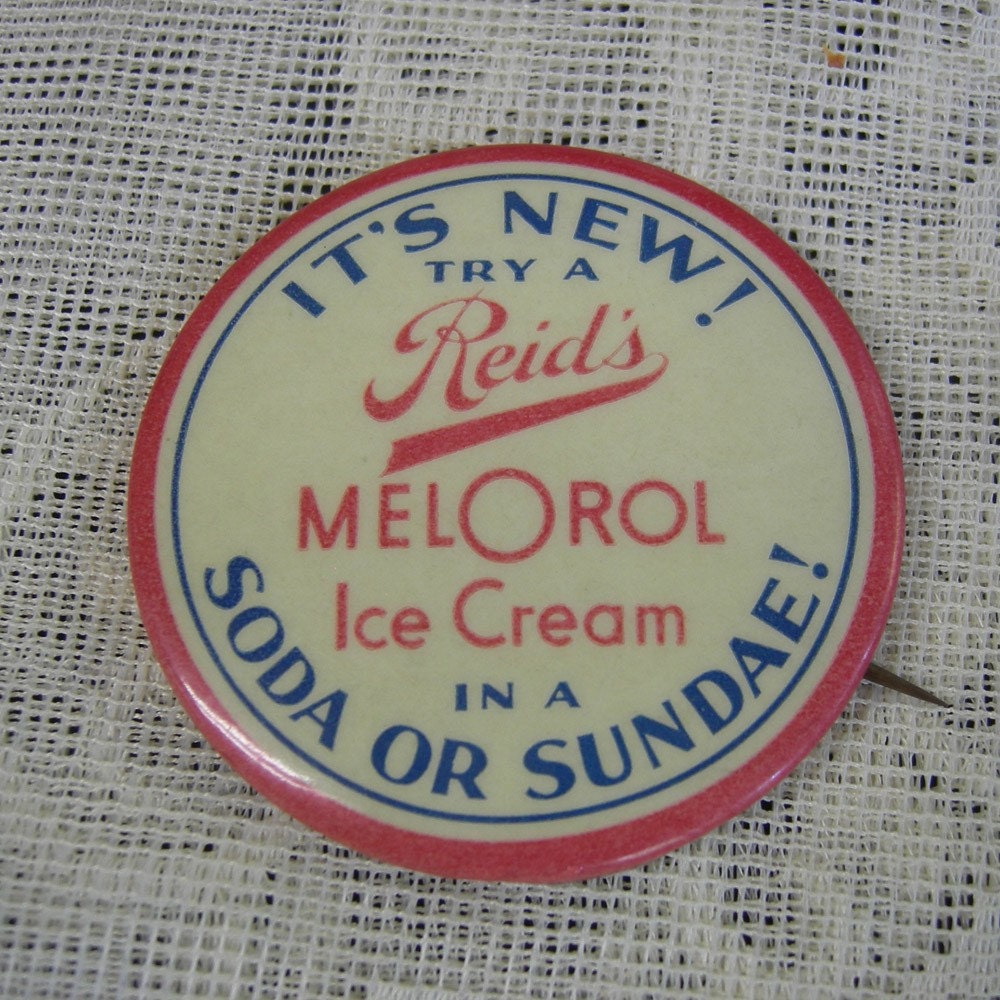 IT'S NEW!
TRY A
Reid's
MELOROL
Ice Cream
IN A
SODA OR SUNDAE!